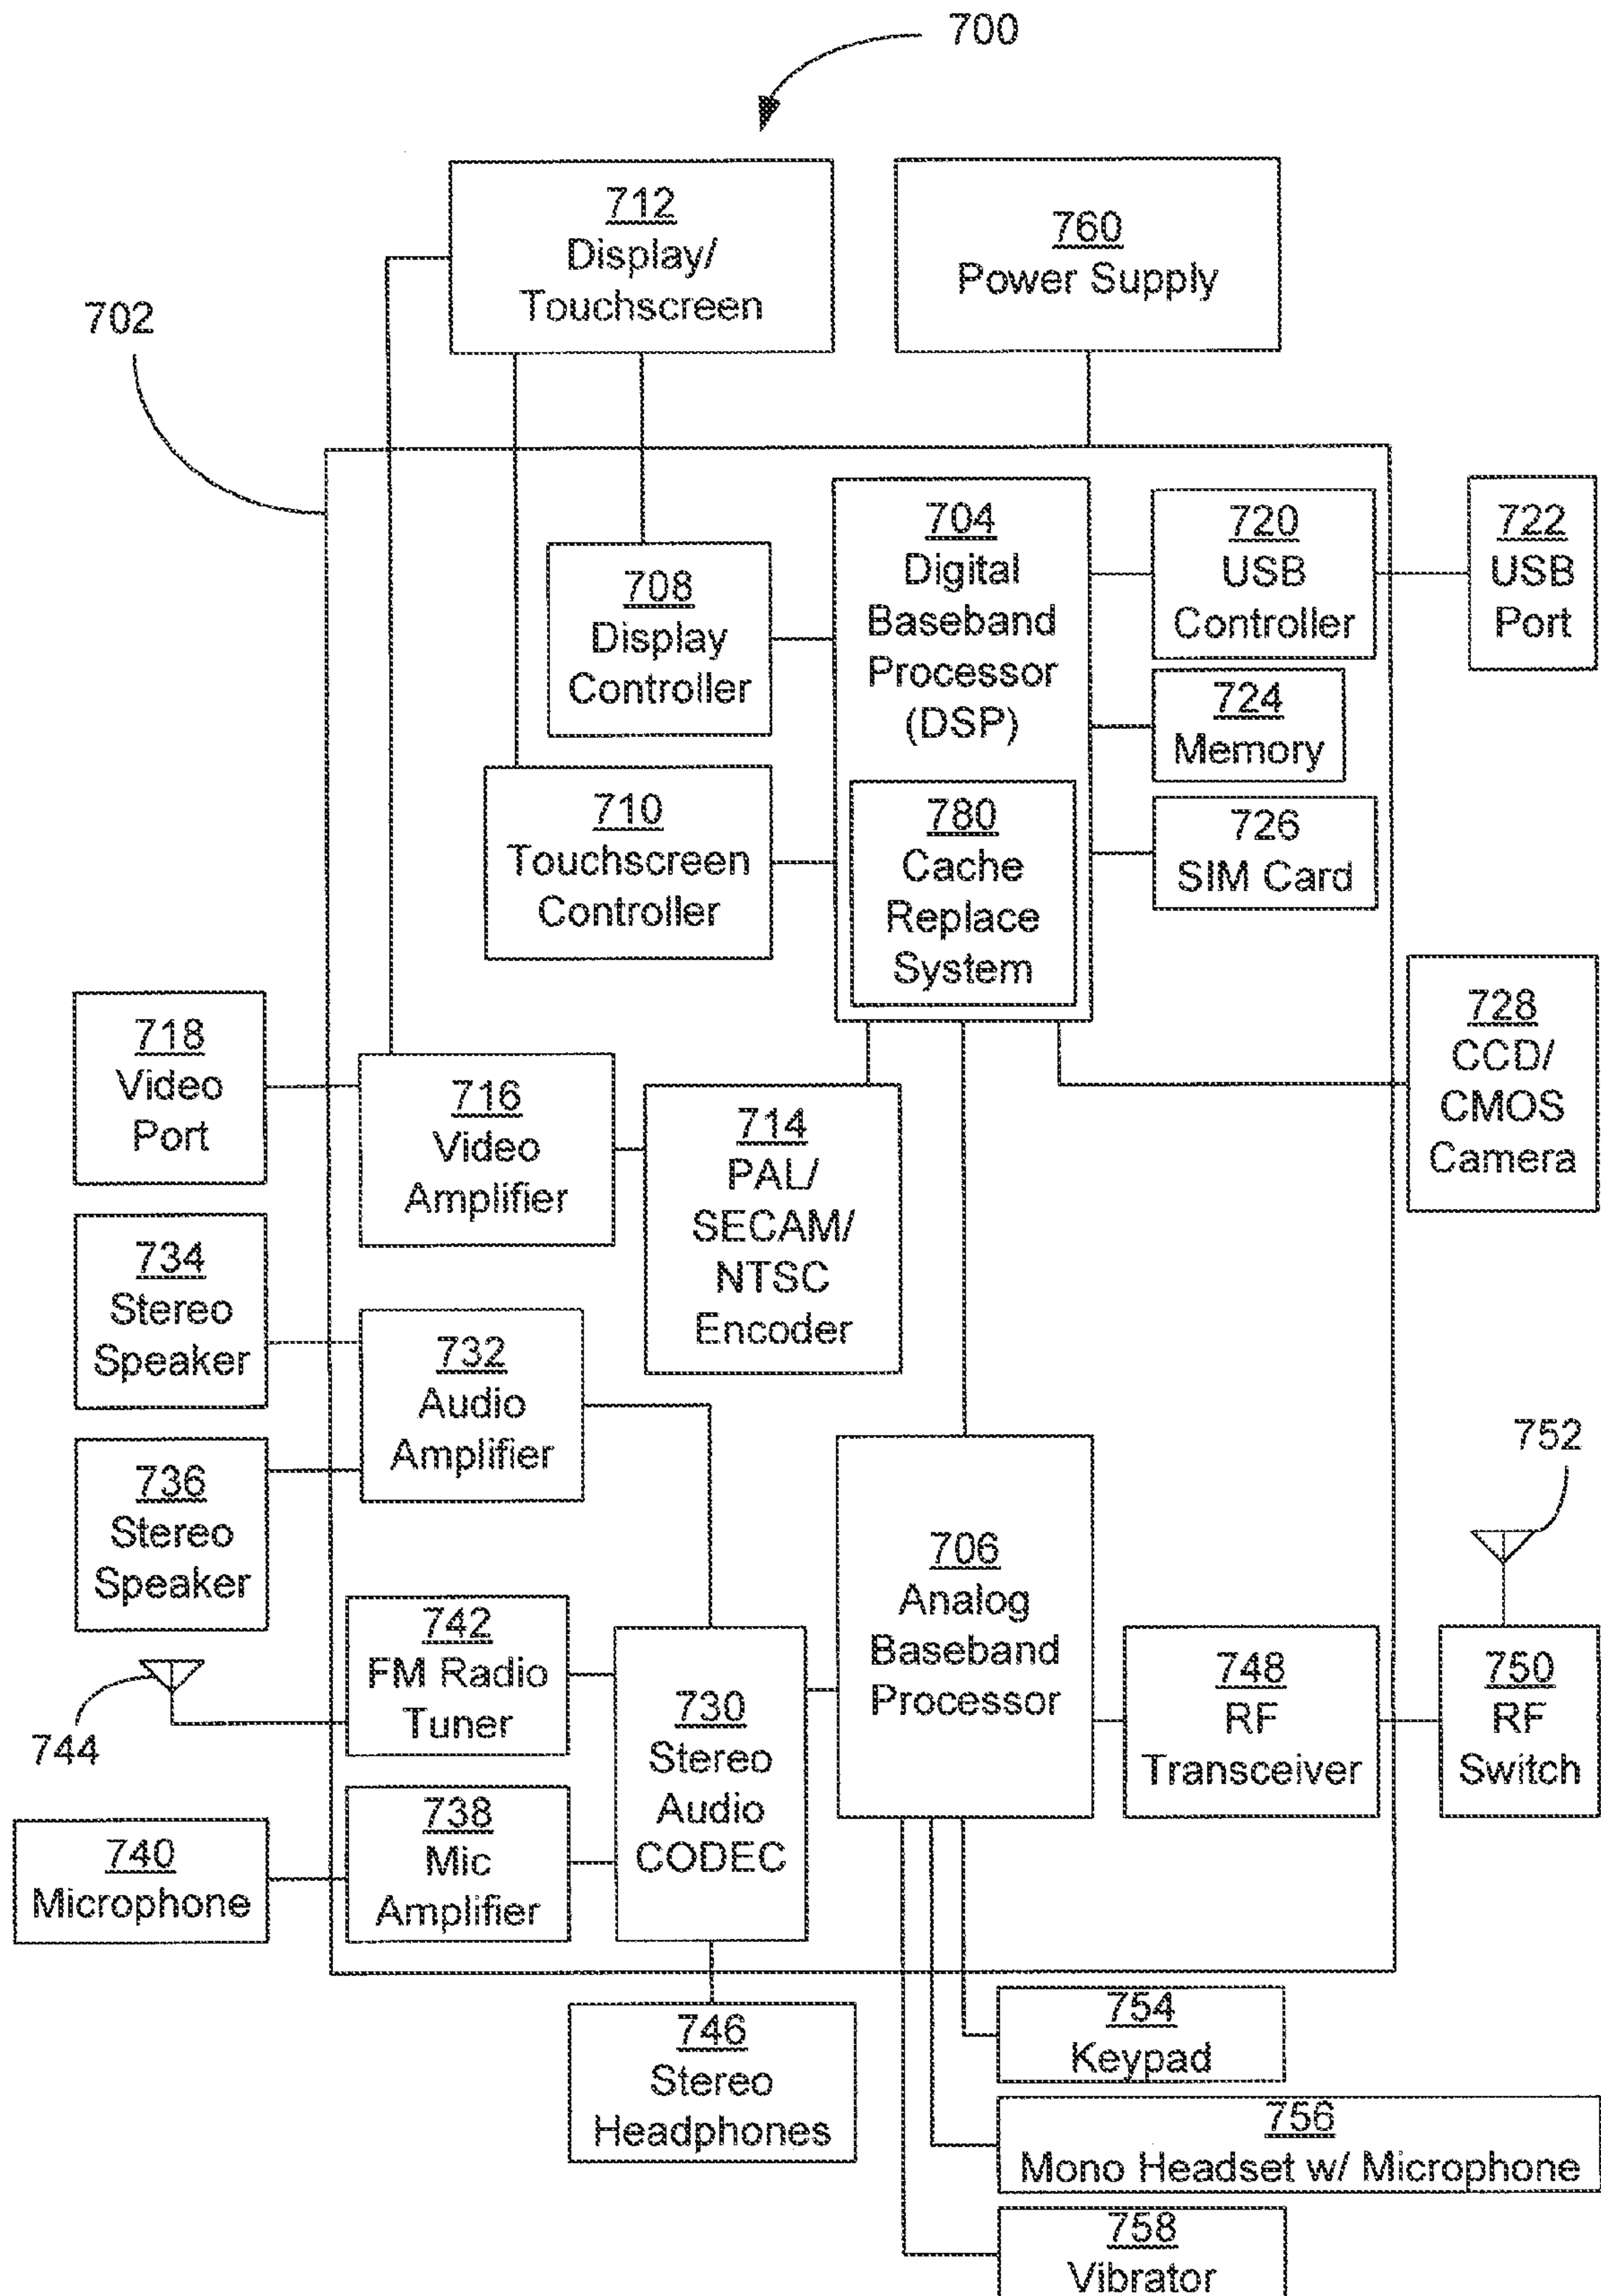 700
712
Display/
Touchscreen
760
Power Supply
702
704
Digital
Baseband
Processor
(DSP)
720
USB
Controller
722
USB
Port
708
Display
Controller
724
Memory
710
Touchscreen
Controller
780
Cache
Replace
System
726
SIM Card
728
CCD/
CMOS
Camera
718
Video
Port
716
Video
Amplifier
714
PAL/
SECAM/
NTSC
Encoder
734
Stereo
Speaker
732
Audio
Amplifier
736
Stereo
Speaker
706
Analog
Baseband
Processor
752
742
FM Radio
Tuner
744
730
Stereo
Audio
CODEC
748
RF
Transceiver
750
RF
Switch
740
Microphone
738
Mic
Amplifier
746
Stereo
Headphones
754
Keypad
756
Mono Headset w/ Microphone
758
Vibrator